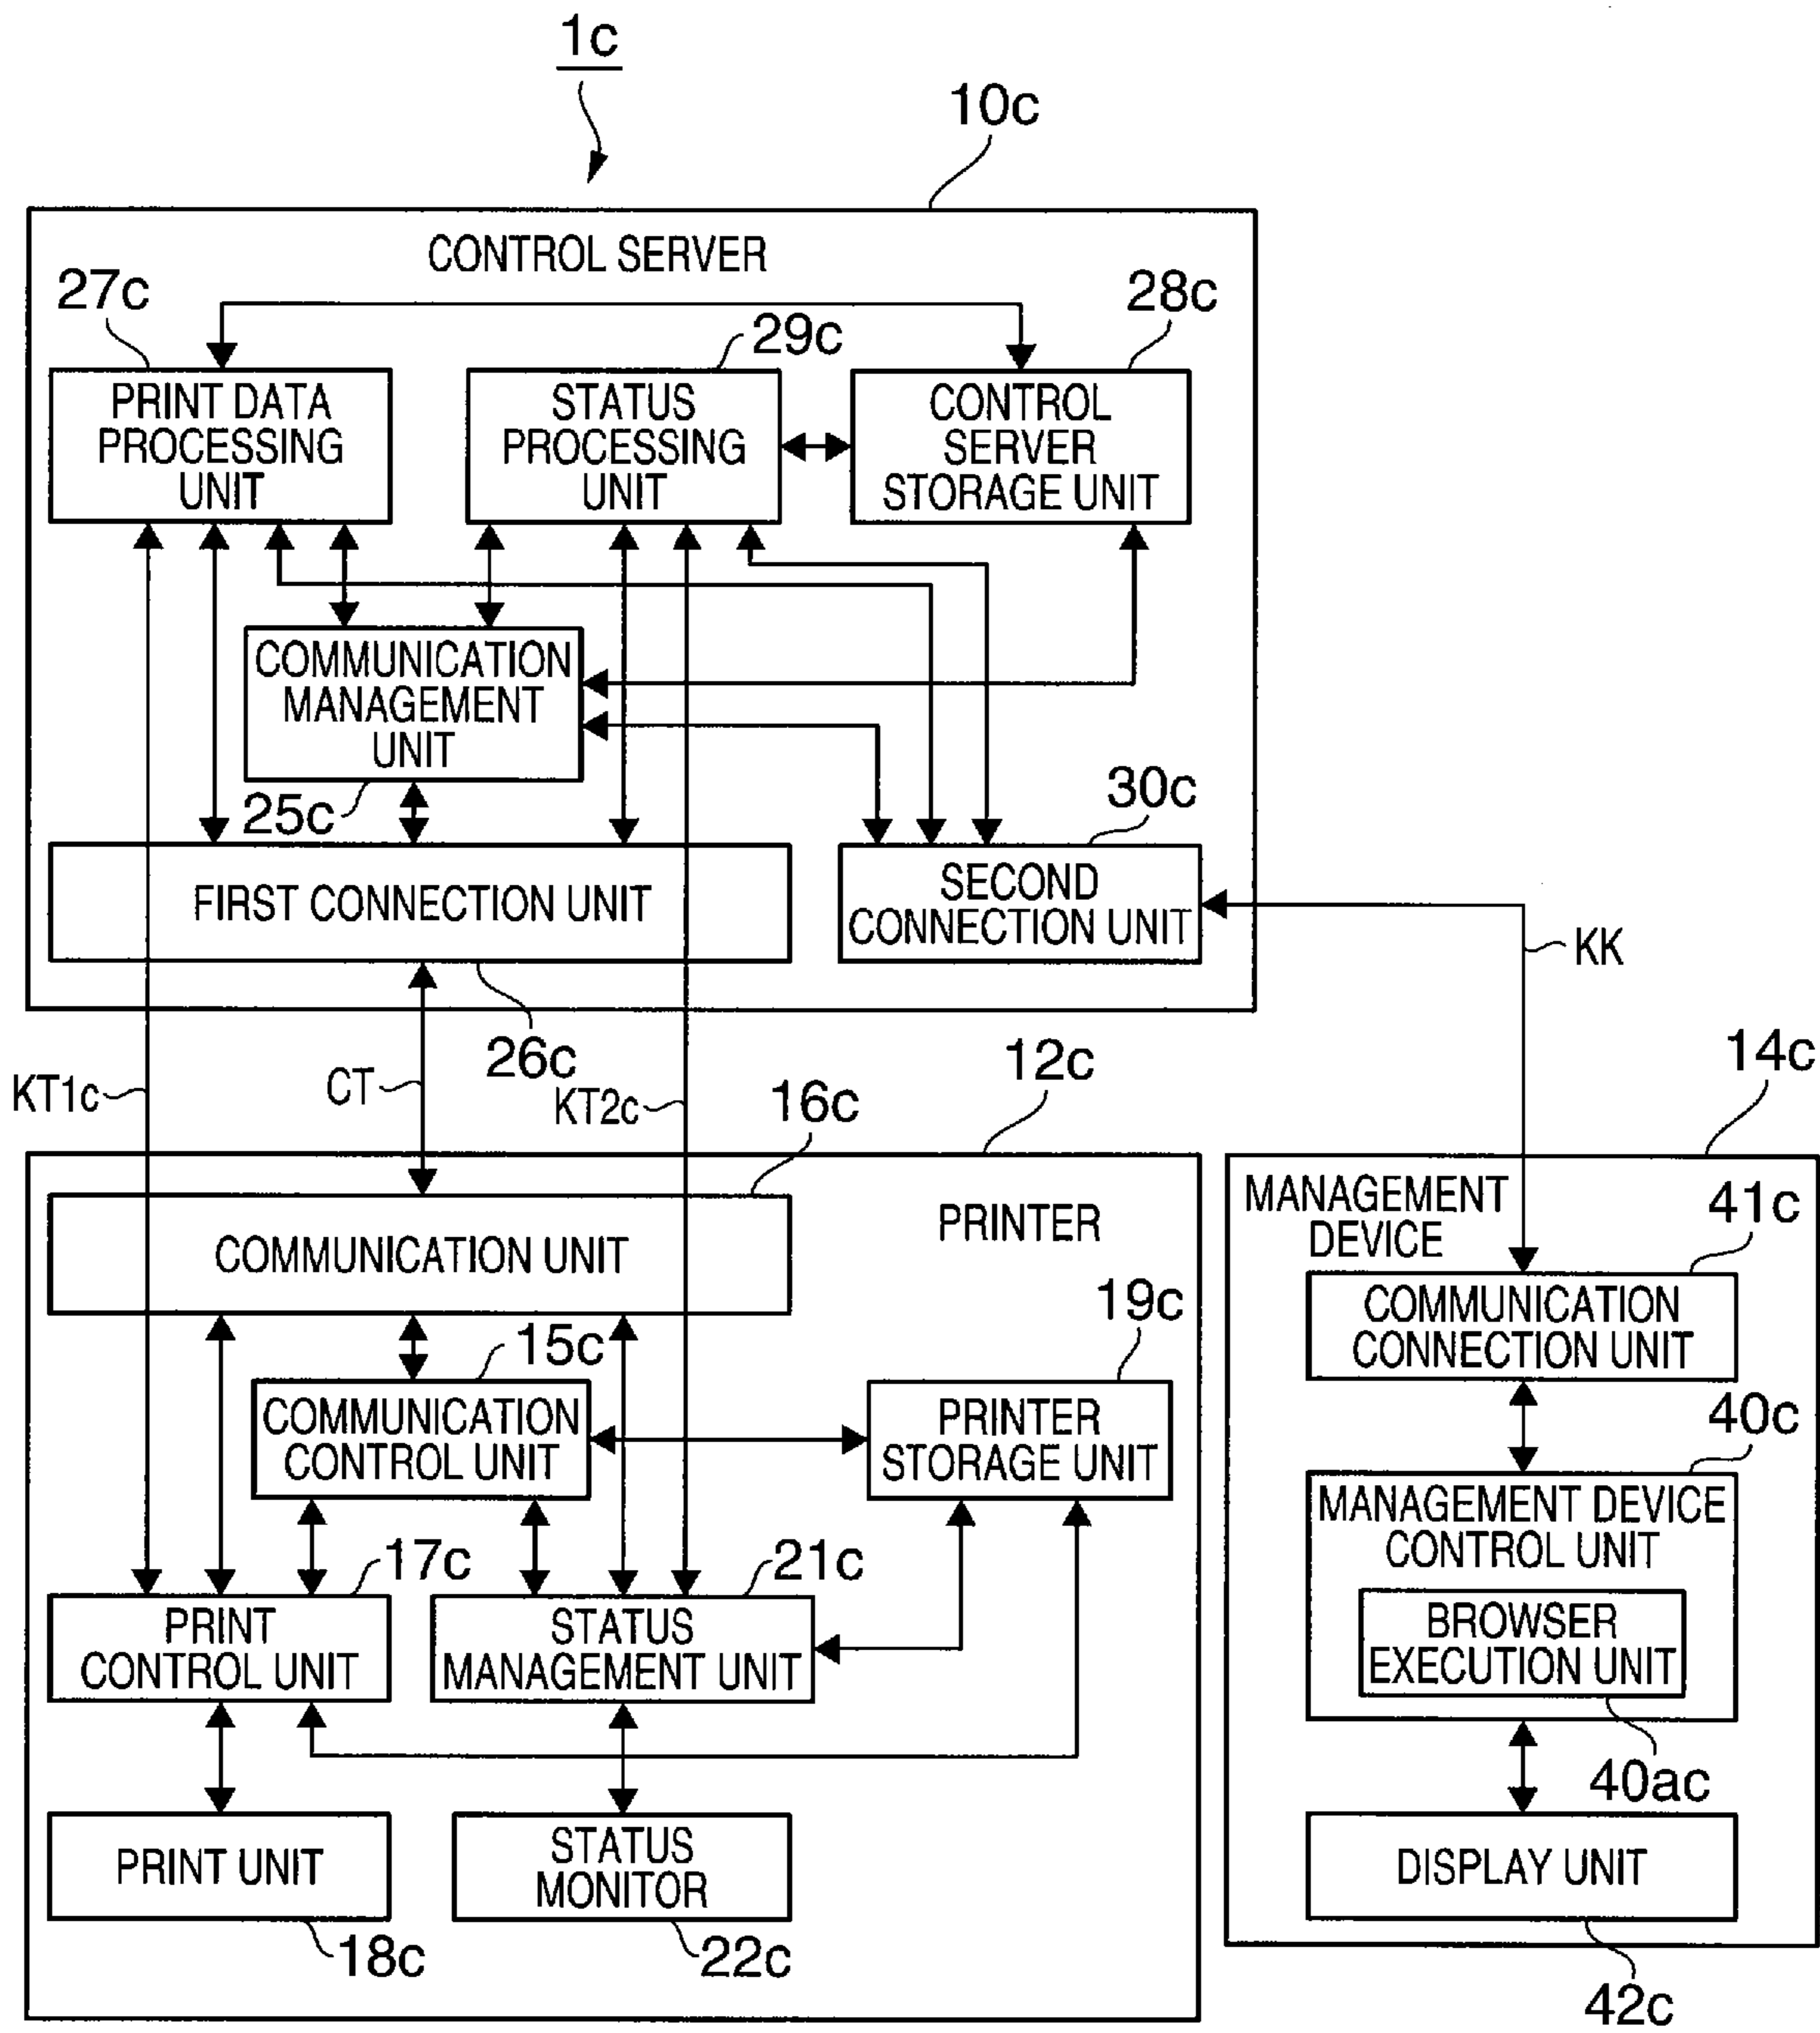 1c
10c
CONTROL SERVER
27c
29c
28c
PRINT DATA
PROCESSING
UNIT
STATUS
PROCESSING
UNIT
CONTROL
SERVER
STORAGE UNIT
COMMUNICATION
MANAGEMENT
UNIT
25c
30c
FIRST CONNECTION UNIT
SECOND
CONNECTION UNIT
KK
26c
12c
14c
KT1c
CT
KT2c
16c
COMMUNICATION UNIT
PRINTER
MANAGEMENT
DEVICE
41c
19c
COMMUNICATION
CONNECTION UNIT
15c
COMMUNICATION
CONTROL UNIT
PRINTER
STORAGE UNIT
40c
MANAGEMENT DEVICE
CONTROL UNIT
17c
21c
PRINT
CONTROL UNIT
STATUS
MANAGEMENT UNIT
BROWSER
EXECUTION UNIT
40ac
PRINT UNIT
STATUS
MONITOR
DISPLAY UNIT
18c
22c
42c